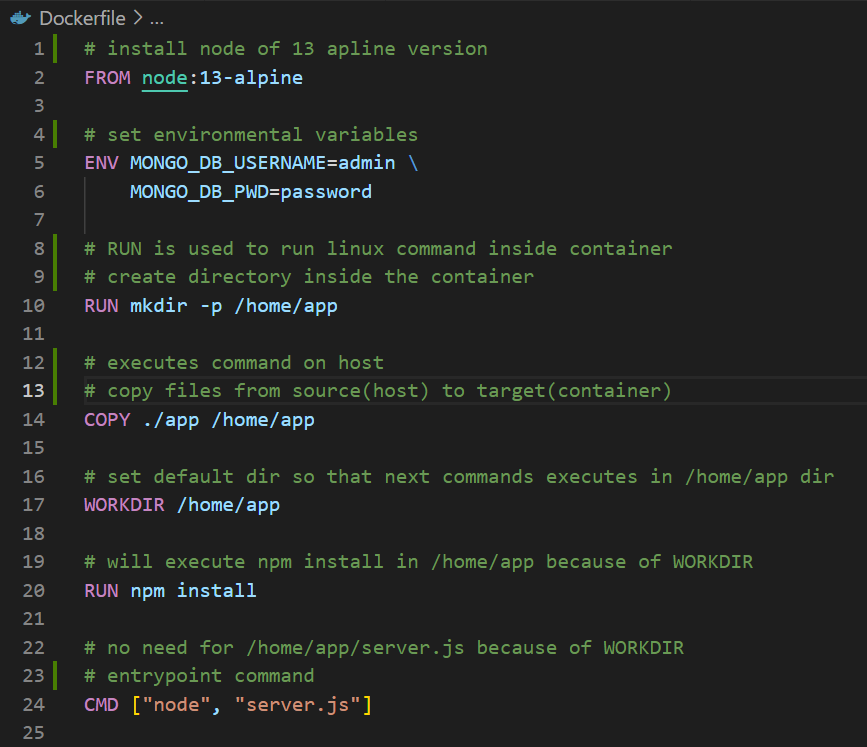 Dockerfile > ...
1 # install node of 13 apline version
2 FROM node:13-alpine
3
4 # set environmental variables
5 ENV MONGO_DB_USERNAME=admin \
6     MONGO_DB_PWD=password
7
8 # RUN is used to run linux command inside container
9 # create directory inside the container
10 RUN mkdir -p /home/app
11
12 # executes command on host
13 # copy files from source(host) to target(container)
14 COPY ./app /home/app
15
16 # set default dir so that next commands executes in /home/app dir
17 WORKDIR /home/app
18
19 # will execute npm install in /home/app because of WORKDIR
20 RUN npm install
21
22 # no need for /home/app/server.js because of WORKDIR
23 # entrypoint command
24 CMD ["node", "server.js"]
25